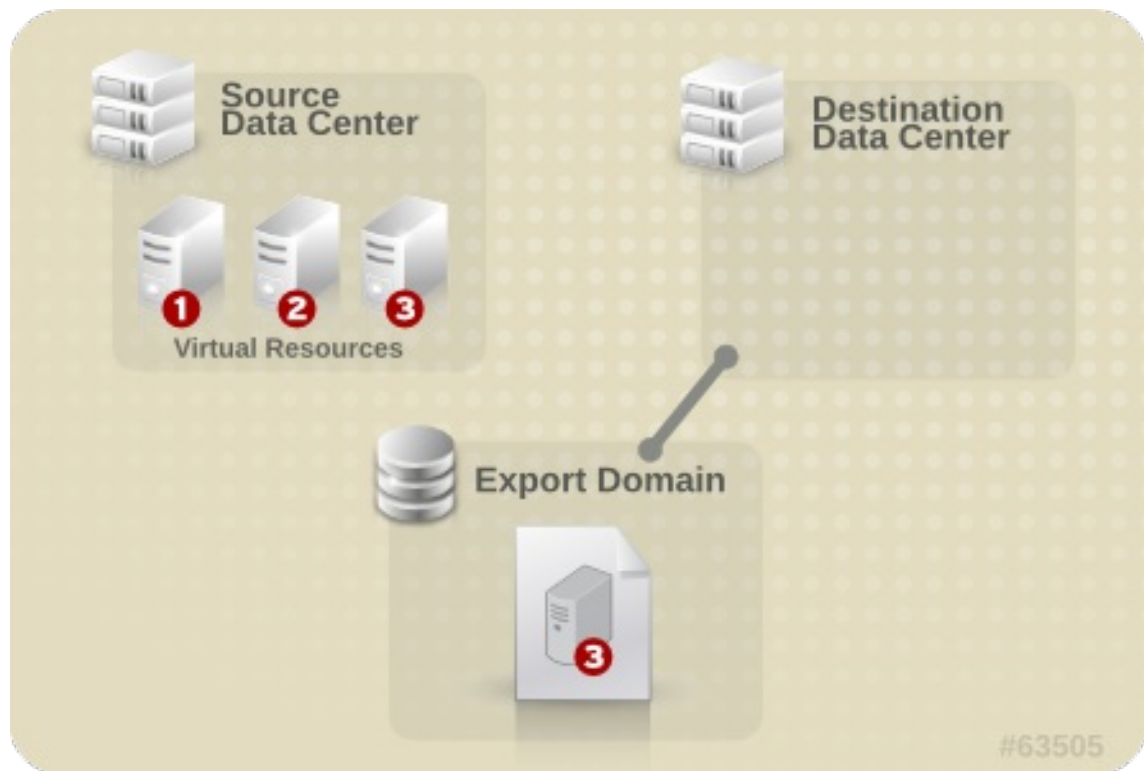 Source
Data Center
Destination
Data Center
1
2
3
Virtual Resources
Export Domain
3
#63505